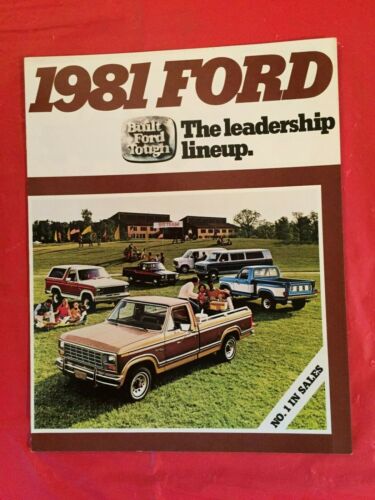 1981 FORD
Built
Ford
Tough
The leadership
lineup.
NO. 1 IN SALES